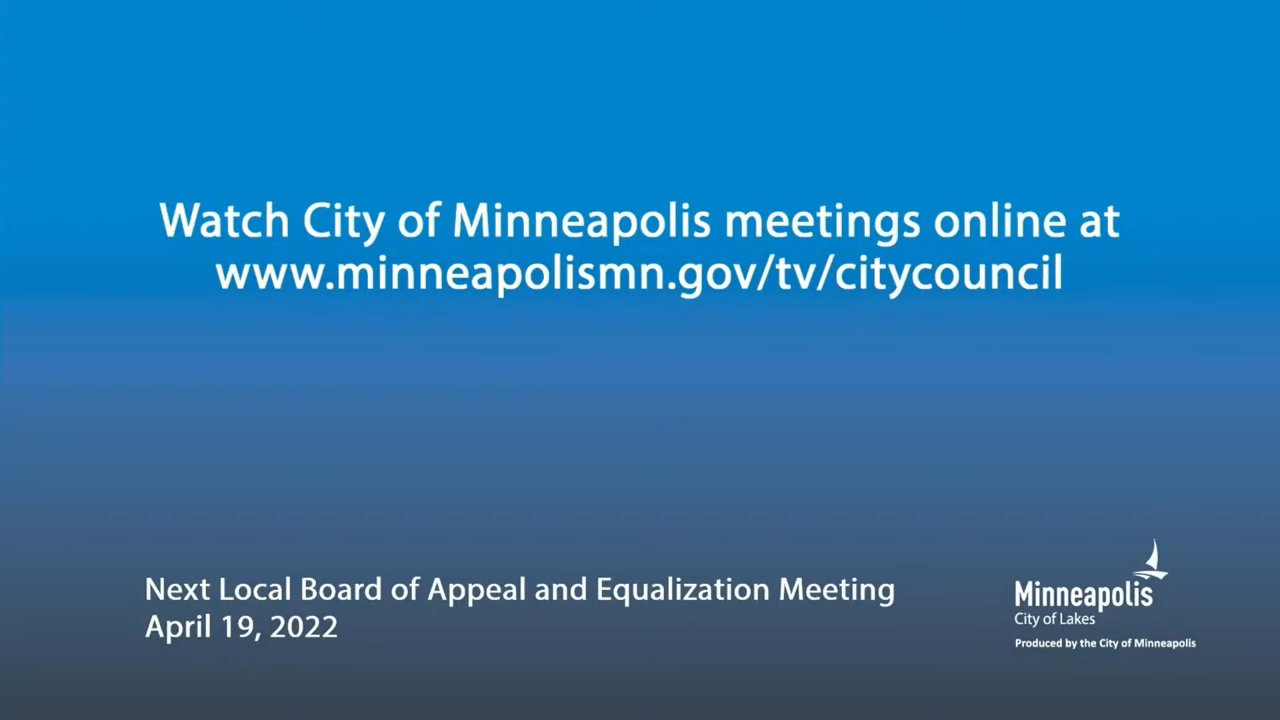 Watch City of Minneapolis meetings online at
www.minneapolismn.gov/tv/citycouncil
Next Local Board of Appeal and Equalization Meeting
April 19, 2022
Minneapolis
City of Lakes
Produced by the City of Minneapolis